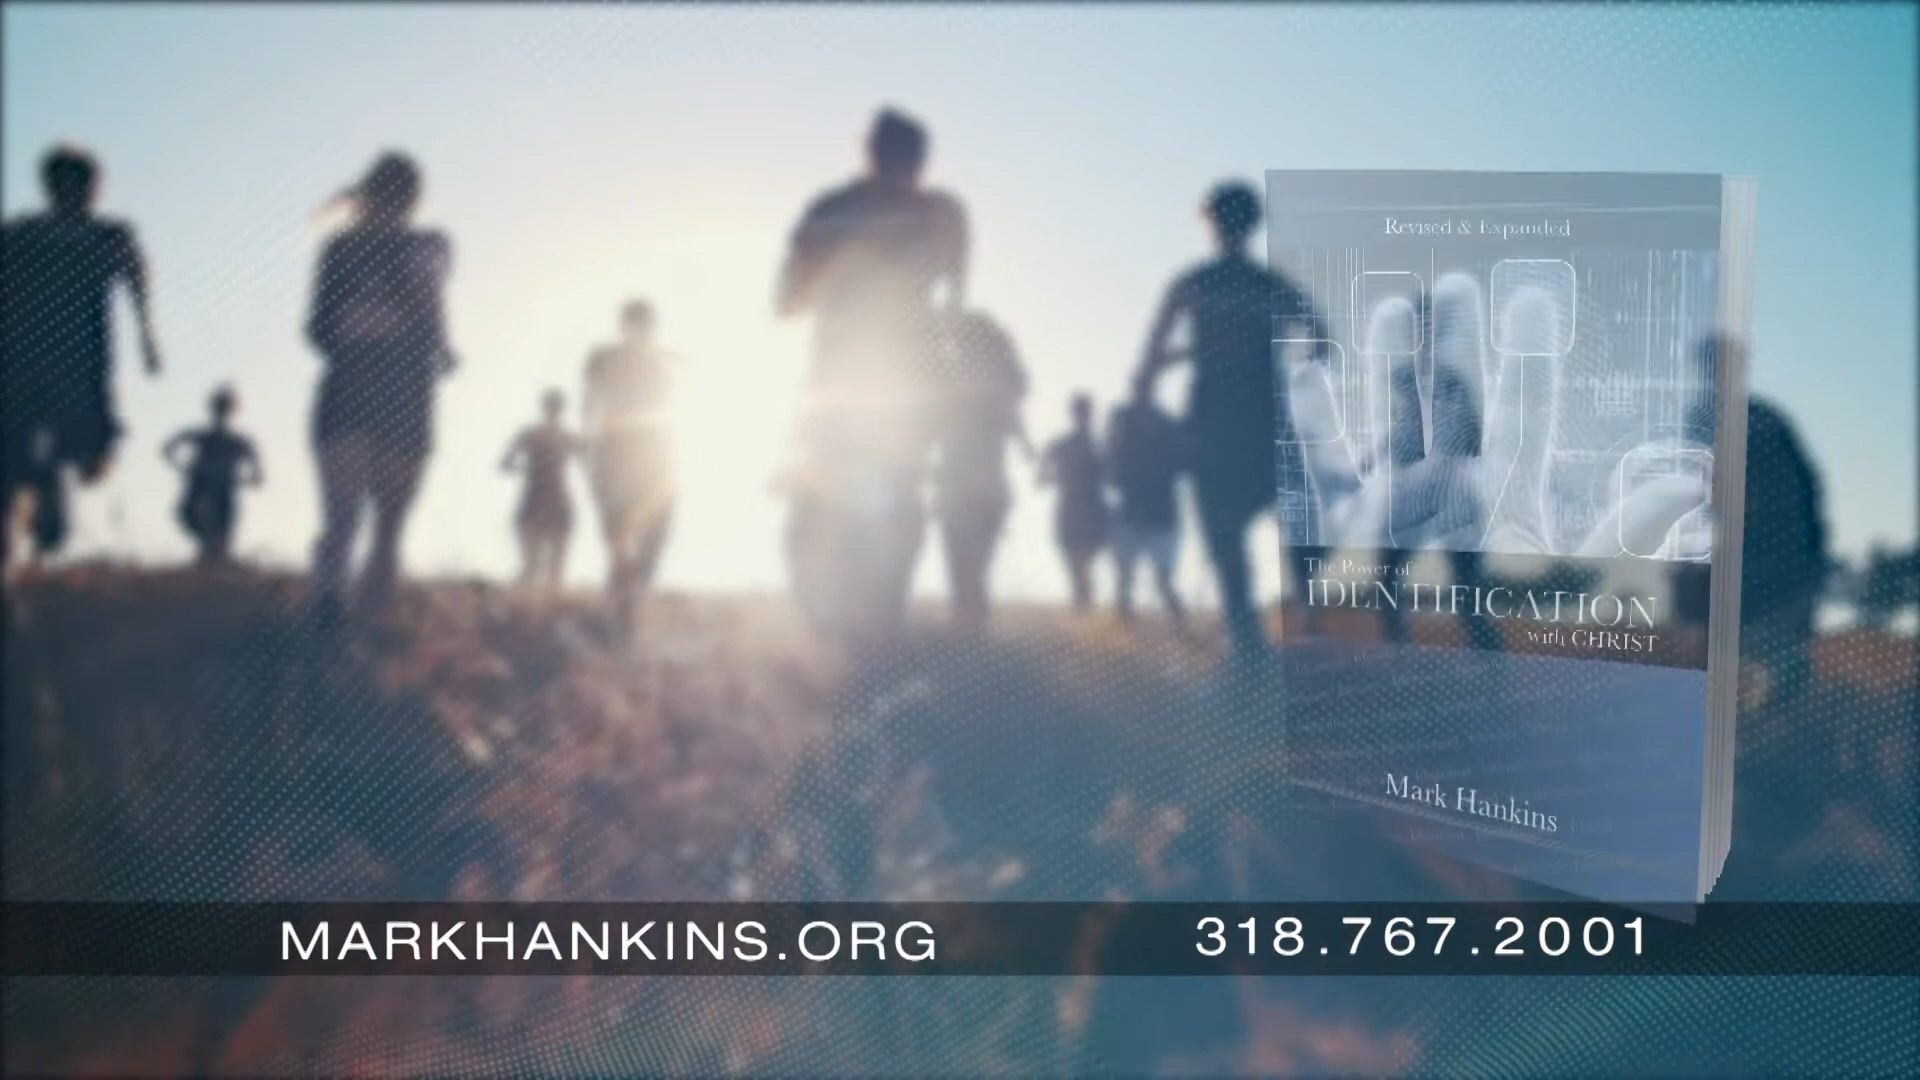 Revised & Expanded
The Power of
IDENTIFICATION
with CHRIST
Mark Hankins
MARKHANKINS.ORG
318.767.2001